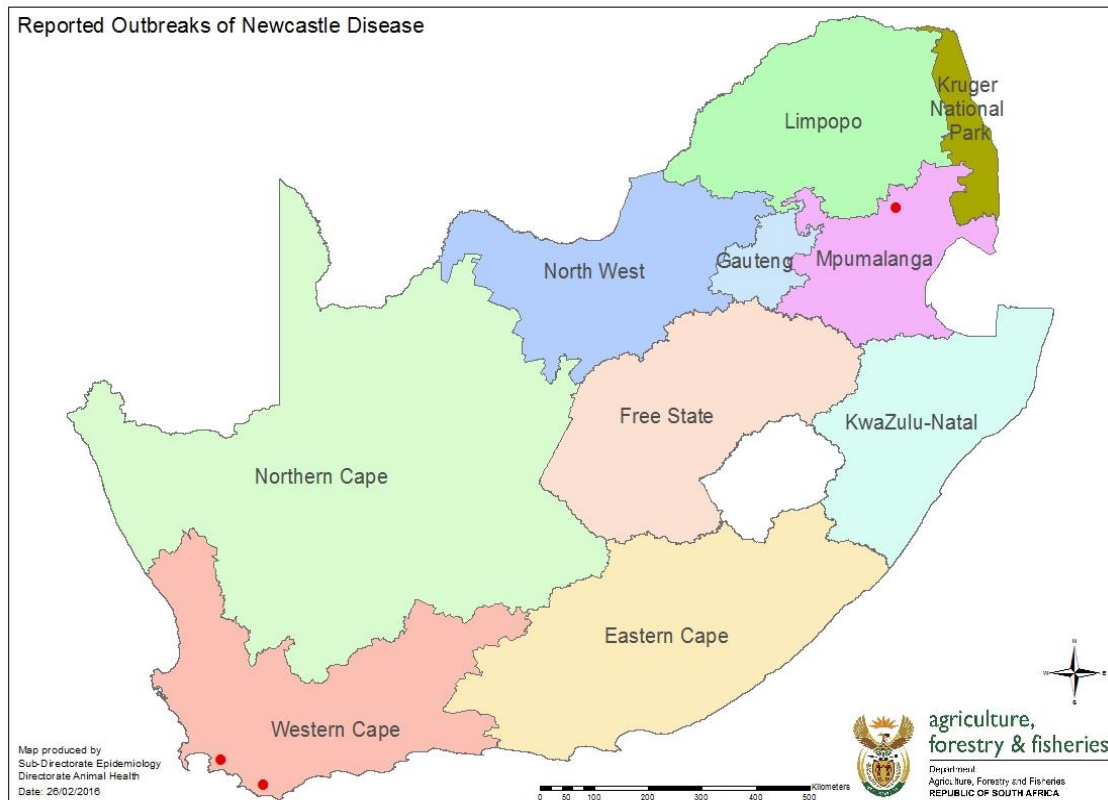 Reported Outbreaks of Newcastle Disease
Limpopo
Kruger
National
Park
North West
Gauteng
Mpumalanga
Free State
KwaZulu-Natal
Northern Cape
Eastern Cape
Western Cape
N
W
E
S
Map produced by
Sub-Directorate Epidemiology
Directorate Animal Health
Date: 26/02/2016
Kilometers
0 50 100 200 300 400 500
agriculture,
forestry & fisheries
Department:
Agriculture, Forestry and Fisheries
REPUBLIC OF SOUTH AFRICA